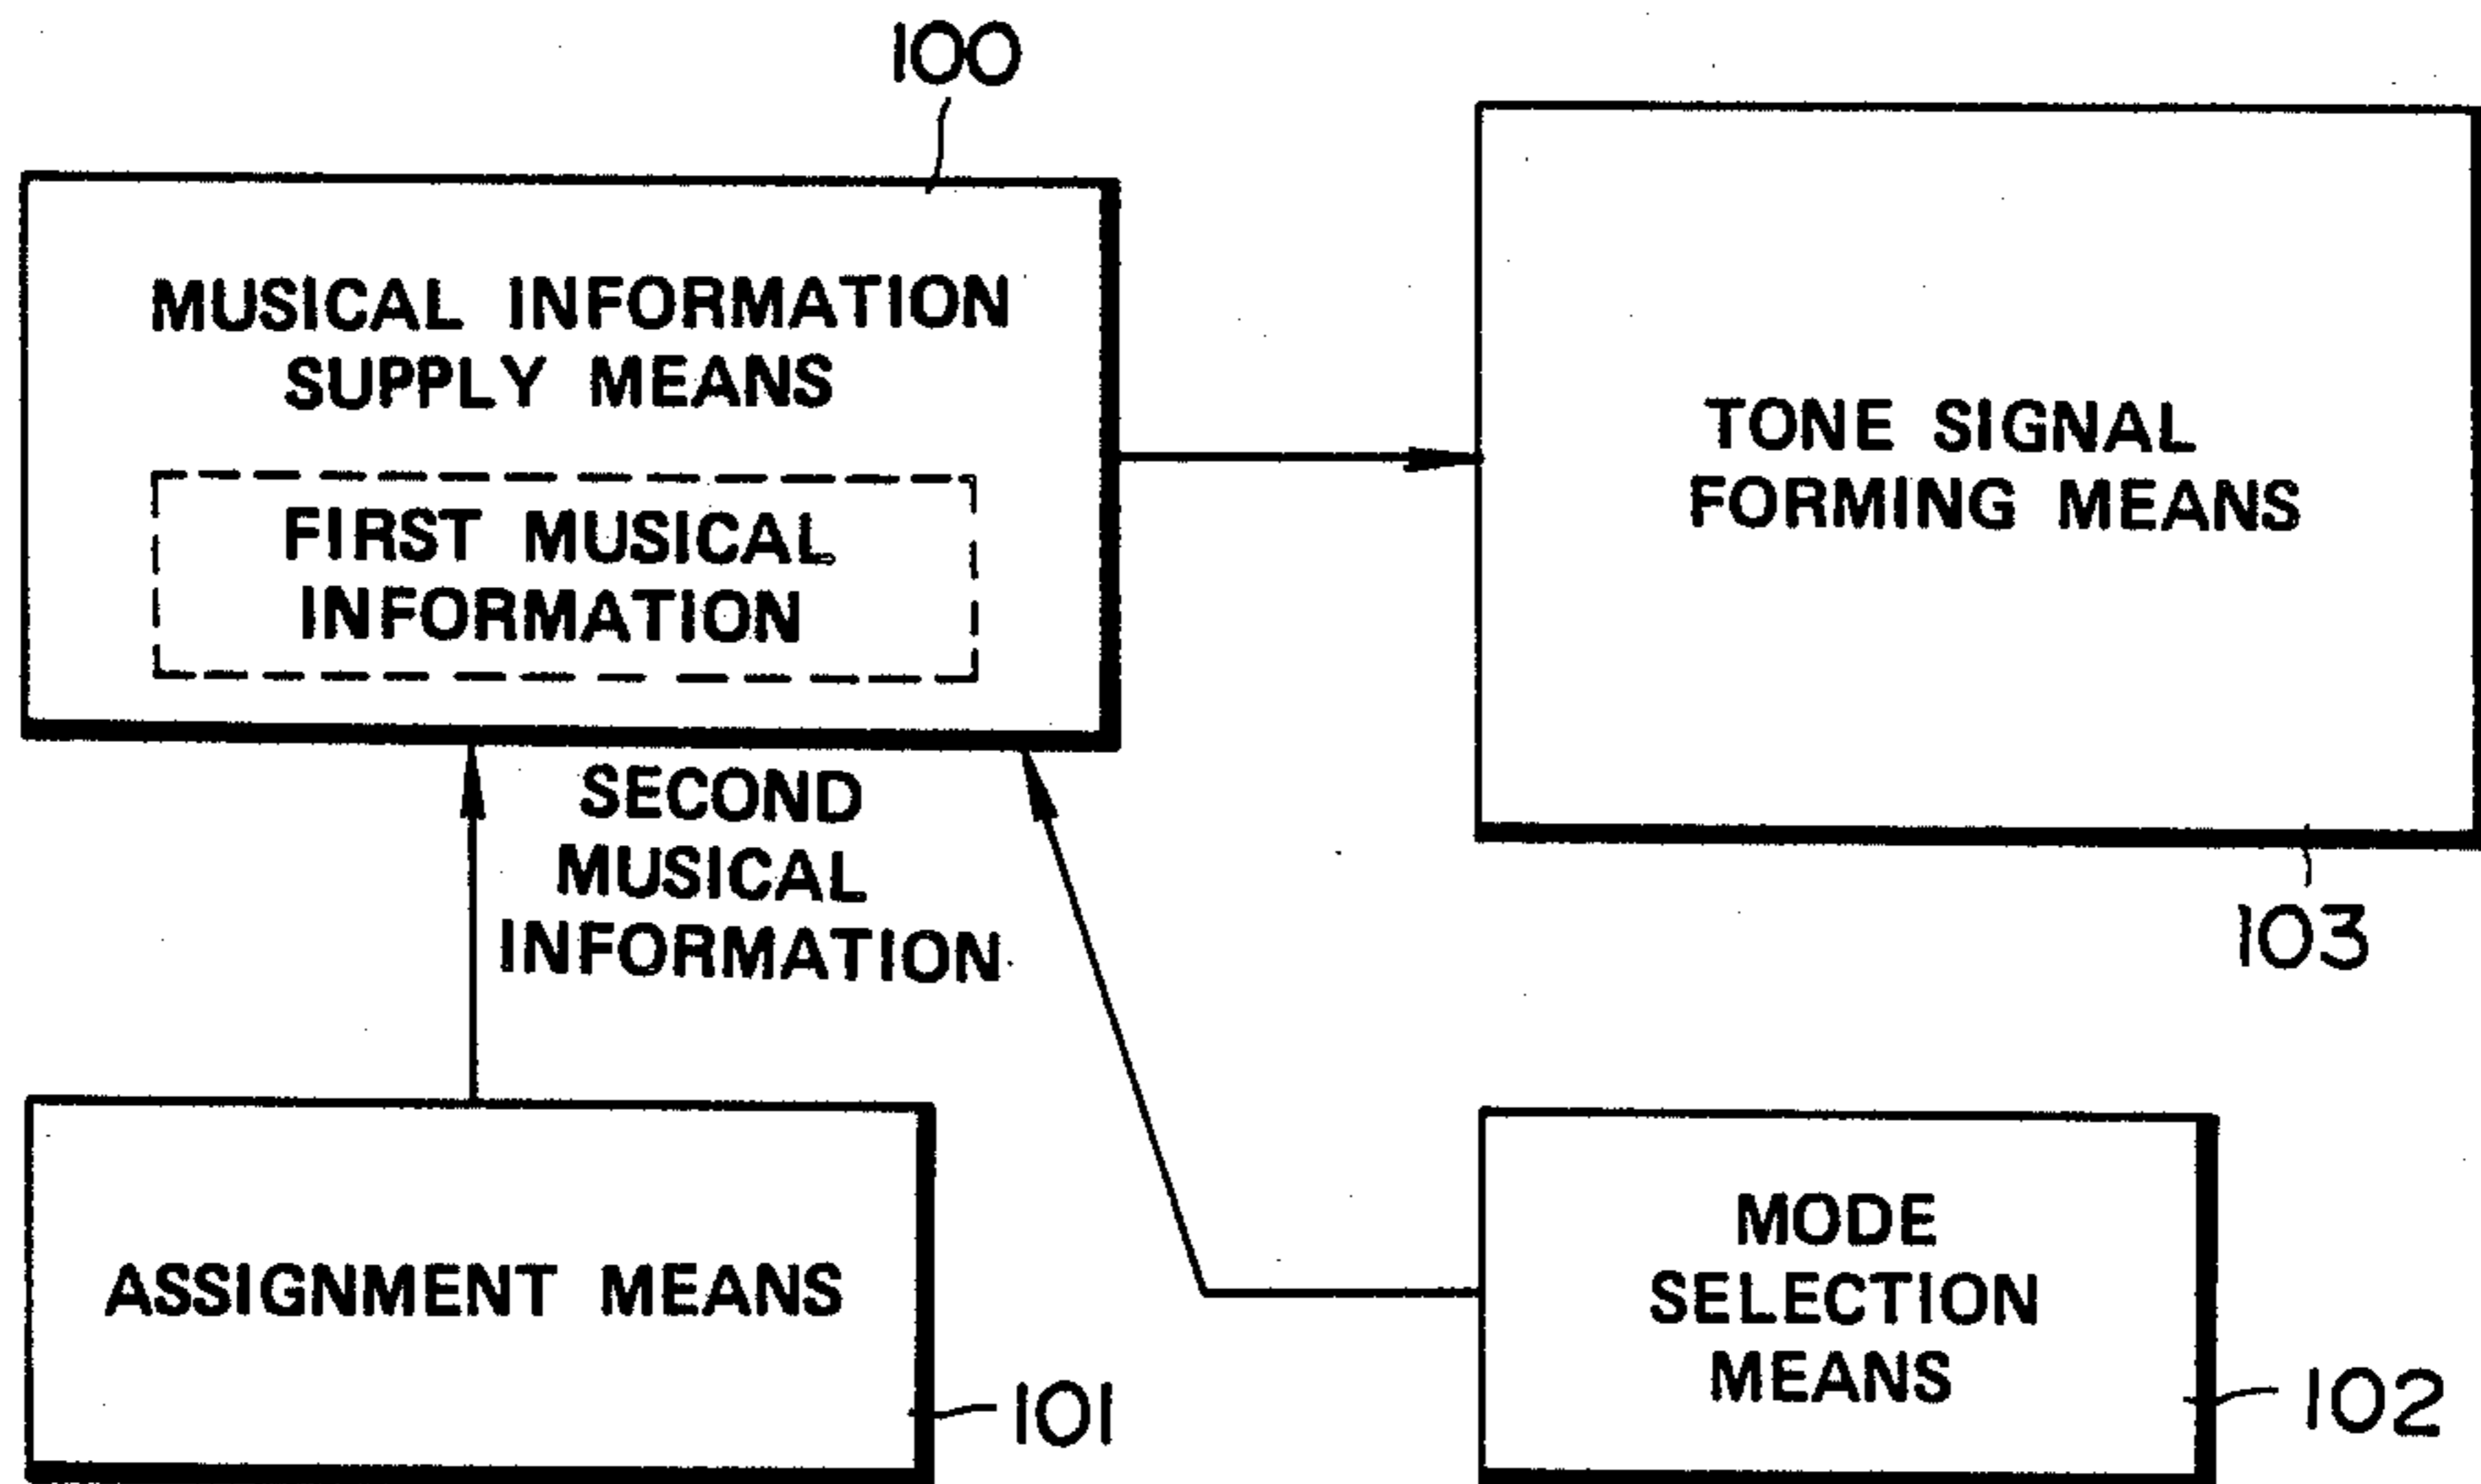 100
MUSICAL INFORMATION
SUPPLY MEANS
FIRST MUSICAL
INFORMATION
TONE SIGNAL
FORMING MEANS
103
SECOND
MUSICAL
INFORMATION
ASSIGNMENT MEANS
101
MODE
SELECTION
MEANS
102